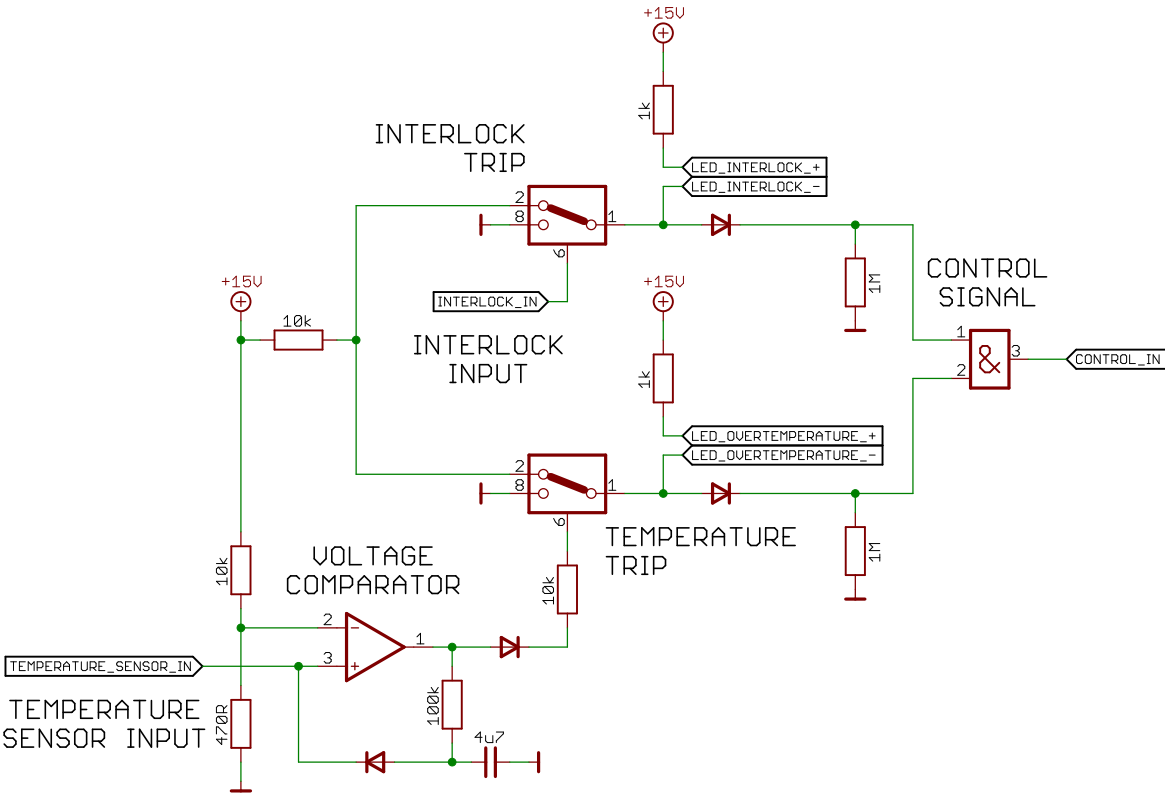 +15V
1k
INTERLOCK
TRIP
LED_INTERLOCK_+
LED_INTERLOCK_-
2
8
1
6
1M
+15V
10k
INTERLOCK_IN
INTERLOCK
INPUT
+15V
1k
CONTROL
SIGNAL
1
2
&
3
CONTROL_IN
LED_OVERTEMPERATURE_+
LED_OVERTEMPERATURE_-
2
8
1
6
TEMPERATURE
TRIP
1M
10k
VOLTAGE
COMPARATOR
10k
2
-
3
+
1
TEMPERATURE_SENSOR_IN
TEMPERATURE
SENSOR INPUT
470R
100k
4u7